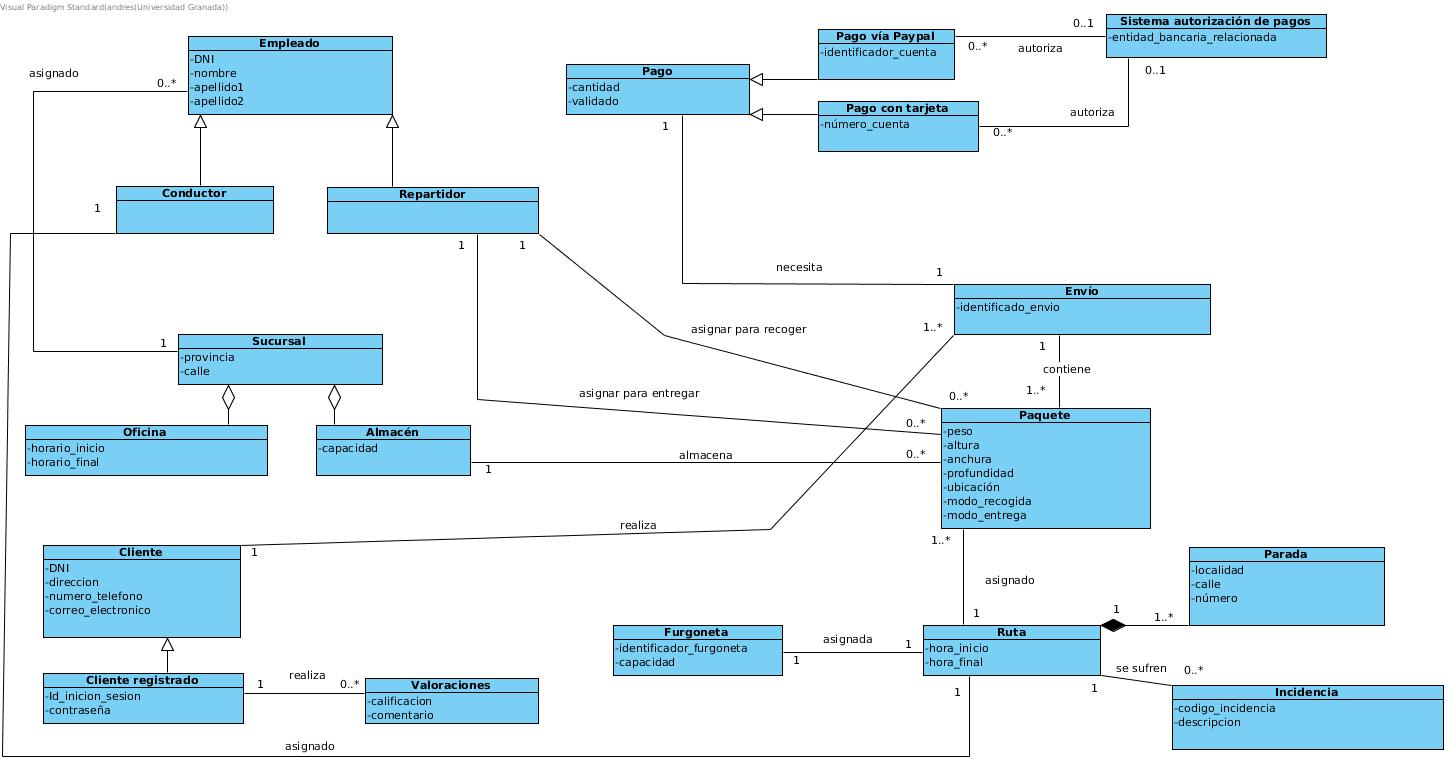 Visual Paradigm Standard(andres(Universidad Granada))
Empleado
-DNI
-nombre
-apellido1
-apellido2
asignado
0..*
Pago
-cantidad
-validado
Pago vía Paypal
-identificador_cuenta
0..*
autoriza
0..1
Sistema autorización de pagos
-entidad_bancaria_relacionada
0..1
Pago con tarjeta
-número_cuenta
0..*
autoriza
1
Conductor
1
Repartidor
1
1
necesita
1
Envío
-identificado_envio
1..*
1
contiene
1..*
asignar para recoger
0..*
asignar para entregar
0..*
1
Sucursal
-provincia
-calle
Oficina
-horario_inicio
-horario_final
Almacén
-capacidad
1
almacena
0..*
Paquete
-peso
-altura
-anchura
-profundidad
-ubicación
-modo_recogida
-modo_entrega
1..*
realiza
1
Cliente
-DNI
-direccion
-numero_telefono
-correo_electronico
asignado
1
Parada
-localidad
-calle
-número
1
1..*
Furgoneta
-identificador_furgoneta
-capacidad
1
asignada
1
Ruta
-hora_inicio
-hora_final
1
1
se sufren
0..*
Incidencia
-codigo_incidencia
-descripcion
Cliente registrado
-Id_inicion_sesion
-contraseña
1
realiza
0..*
Valoraciones
-calificacion
-comentario
asignado